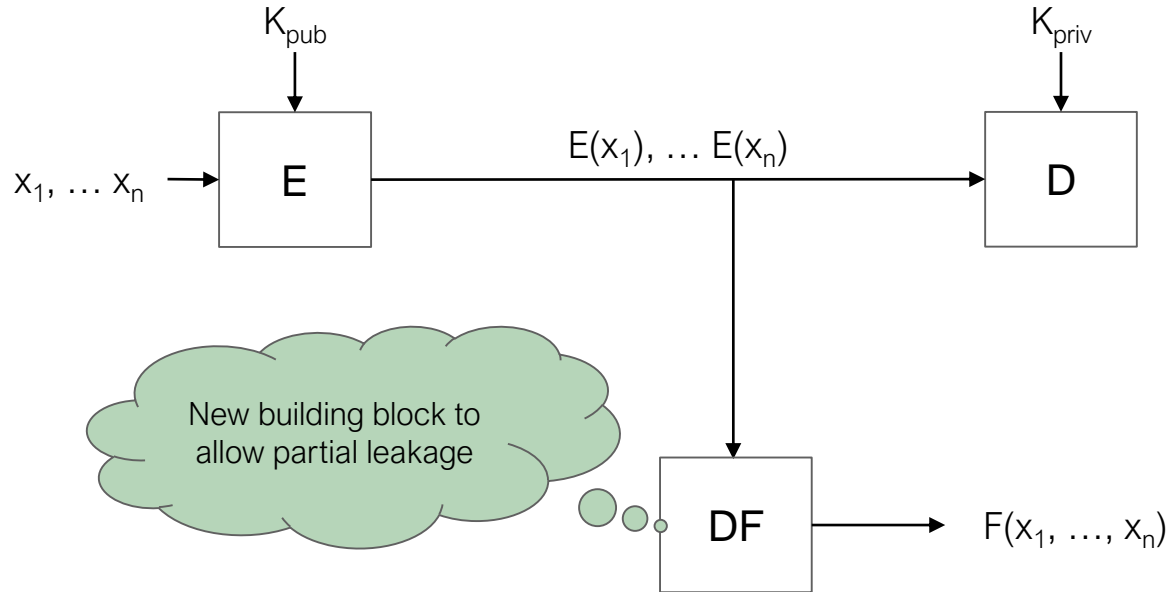 K_pub
K_priv
x_1, … x_n
E
E(x_1), … E(x_n)
D
New building block to
allow partial leakage
DF
F(x_1, …, x_n)